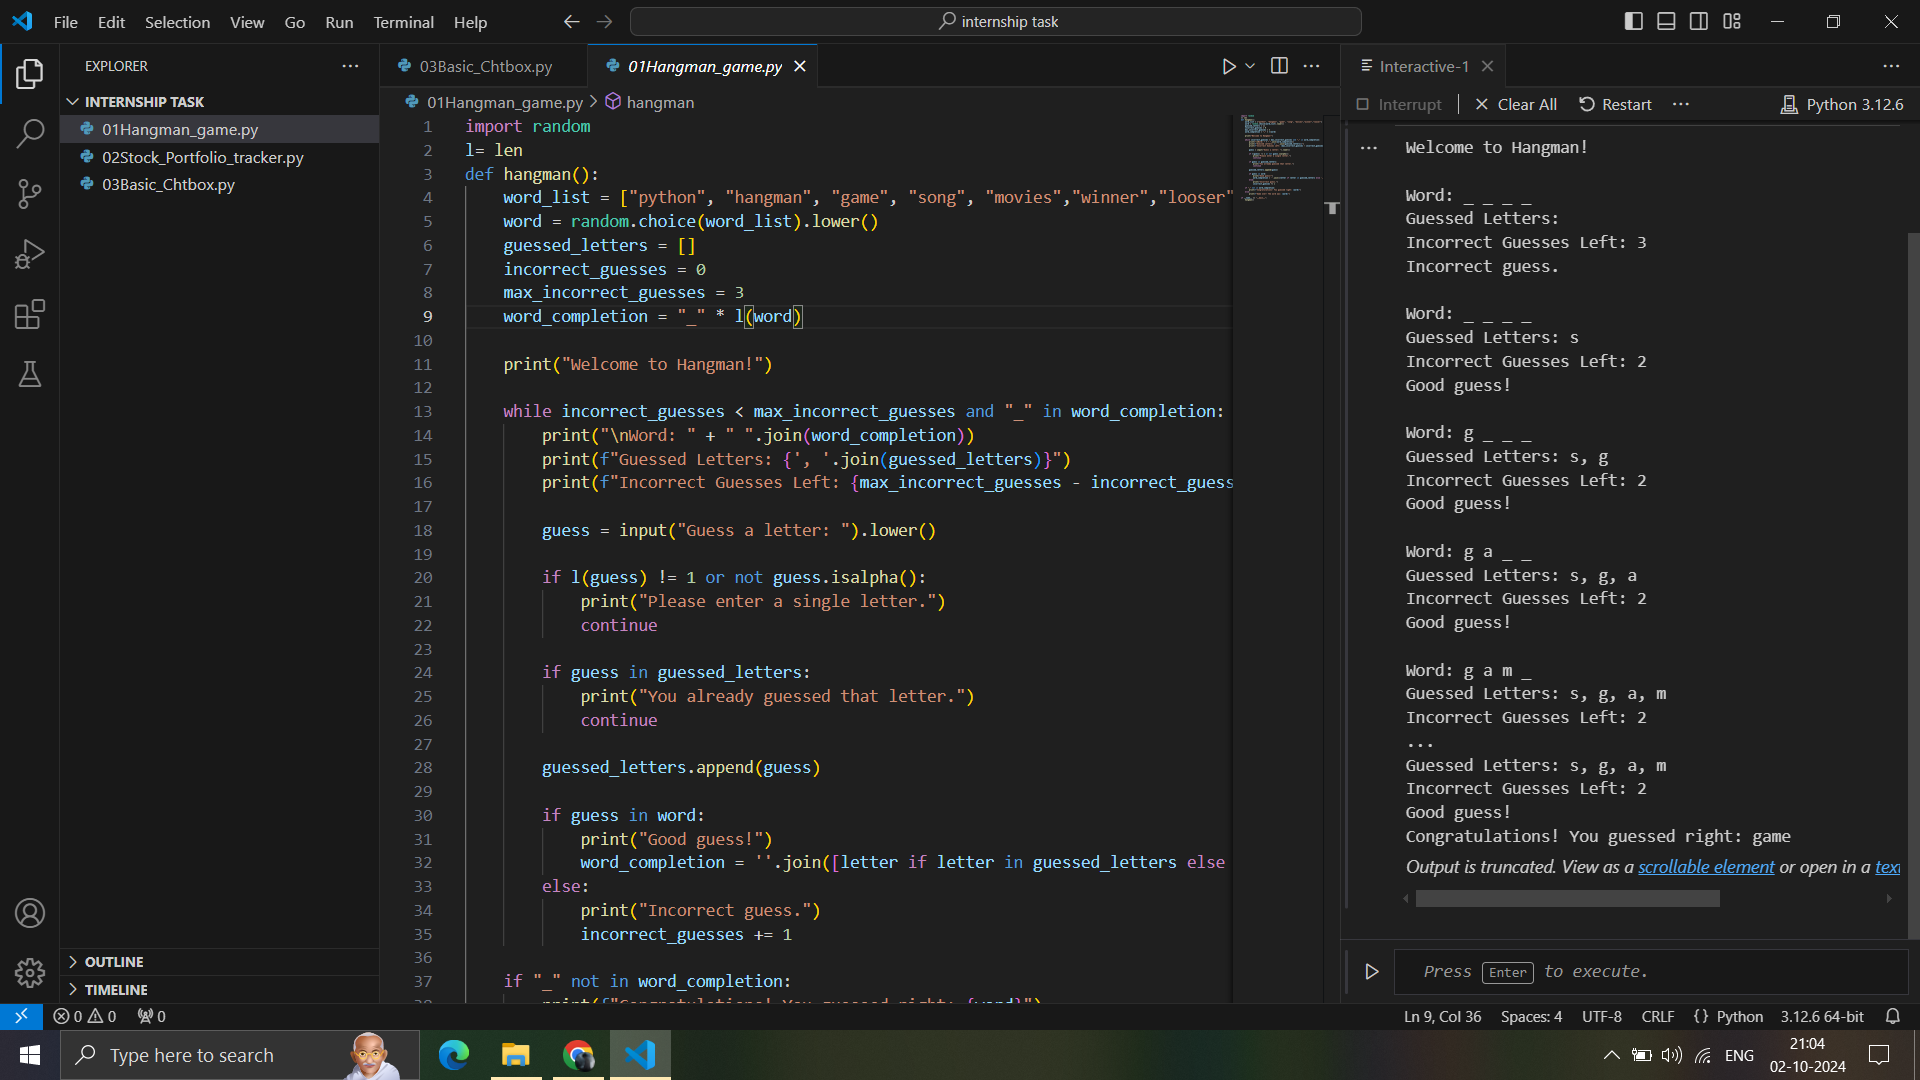 File Edit Selection View Go Run Terminal Help
internship task
EXPLORER
INTERNSHIP TASK
01Hangman_game.py
02Stock_Portfolio_tracker.py
03Basic_Chtbox.py
OUTLINE
TIMELINE
03Basic_Chtbox.py 01Hangman_game.py
01Hangman_game.py > hangman
1 import random
2 l= len
3 def hangman():
4 word_list = ["python", "hangman", "game", "song", "movies","winner","looser"
5 word = random.choice(word_list).lower()
6 guessed_letters = []
7 incorrect_guesses = 0
8 max_incorrect_guesses = 3
9 word_completion = "_" * l(word)
10
11 print("Welcome to Hangman!")
12
13 while incorrect_guesses < max_incorrect_guesses and "_" in word_completion:
14 print("\nWord: " + " ".join(word_completion))
15 print(f"Guessed Letters: {', '.join(guessed_letters)}")
16 print(f"Incorrect Guesses Left: {max_incorrect_guesses - incorrect_guess
17
18 guess = input("Guess a letter: ").lower()
19
20 if l(guess) != 1 or not guess.isalpha():
21 print("Please enter a single letter.")
22 continue
23
24 if guess in guessed_letters:
25 print("You already guessed that letter.")
26 continue
27
28 guessed_letters.append(guess)
29
30 if guess in word:
31 print("Good guess!")
32 word_completion = ''.join([letter if letter in guessed_letters else
33 else:
34 print("Incorrect guess.")
35 incorrect_guesses += 1
36
37 if "_" not in word_completion:
38 print(f"Congratulations! You guessed right: {word}")
Interactive-1
Interrupt Clear All Restart Python 3.12.6
Welcome to Hangman!
Word: _ _ _ _
Guessed Letters:
Incorrect Guesses Left: 3
Incorrect guess.
Word: _ _ _ _
Guessed Letters: s
Incorrect Guesses Left: 2
Good guess!
Word: g _ _ _
Guessed Letters: s, g
Incorrect Guesses Left: 2
Good guess!
Word: g a _ _
Guessed Letters: s, g, a
Incorrect Guesses Left: 2
Good guess!
Word: g a m _
Guessed Letters: s, g, a, m
Incorrect Guesses Left: 2
...
Guessed Letters: s, g, a, m
Incorrect Guesses Left: 2
Good guess!
Congratulations! You guessed right: game
Output is truncated. View as a scrollable element or open in a text
Press Enter to execute.
0 0 0
Ln 9, Col 36 Spaces: 4 UTF-8 CRLF {} Python 3.12.6 64-bit
Type here to search
ENG
21:04
02-10-2024